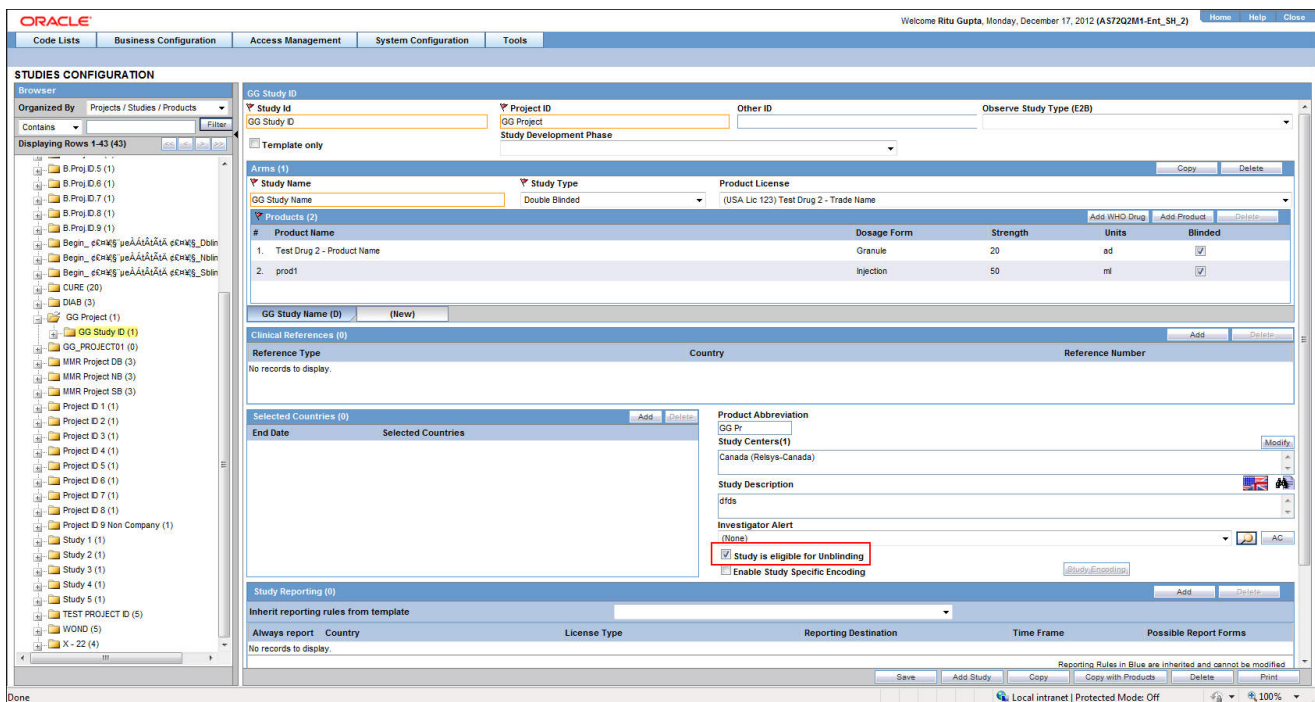 ORACLE
Welcome Ritu Gupta, Monday, December 17, 2012 (AS72Q2M1-Ent_SH_2) Home Help Close
Code Lists Business Configuration Access Management System Configuration Tools
STUDIES CONFIGURATION
Browser
Organized By Projects / Studies / Products
Contains Filter
Displaying Rows 1-43 (43) << < > >>
B.Proj.ID.5 (1)
B.Proj.ID.6 (1)
B.Proj.ID.7 (1)
B.Proj.ID.8 (1)
B.Proj.ID.9 (1)
CURE (20)
DIAB (3)
GG Project (1)
GG Study ID (1)
GG_PROJECT01 (0)
MMR Project DB (3)
MMR Project NB (3)
MMR Project SB (3)
Project ID 1 (1)
Project ID 2 (1)
Project ID 3 (1)
Project ID 4 (1)
Project ID 5 (1)
Project ID 6 (1)
Project ID 7 (1)
Project ID 8 (1)
Project ID 9 Non Company (1)
Study 1 (1)
Study 2 (1)
Study 3 (1)
Study 4 (1)
Study 5 (1)
TEST PROJECT ID (5)
WOND (5)
X - 22 (4)
GG Study ID
Study Id Project ID Other ID Observe Study Type (E2B)
GG Study ID GG Project
Template only Study Development Phase
Arms (1) Copy Delete
Study Name Study Type Product License
GG Study Name Double Blinded (USA Lic 123) Test Drug 2 - Trade Name
Products (2) Add WHO Drug Add Product Delete
# Product Name Dosage Form Strength Units Blinded
1. Test Drug 2 - Product Name Granule 20 ad
2. prod1 Injection 50 ml
GG Study Name (D) (New)
Clinical References (0) Add Delete
Reference Type Country Reference Number
No records to display.
Selected Countries (0) Add Delete
End Date Selected Countries
Product Abbreviation
GG Pr
Study Centers(1) Modify
Canada (Relsys-Canada)
Study Description
dfds
Investigator Alert
(None) AC
Study is eligible for Unblinding
Enable Study Specific Encoding Study Encoding
Study Reporting (0) Add Delete
Inherit reporting rules from template
Always report Country License Type Reporting Destination Time Frame Possible Report Forms
No records to display.
Reporting Rules in Blue are inherited and cannot be modified
Save Add Study Copy Copy with Products Delete Print
Done Local intranet | Protected Mode: Off 100%